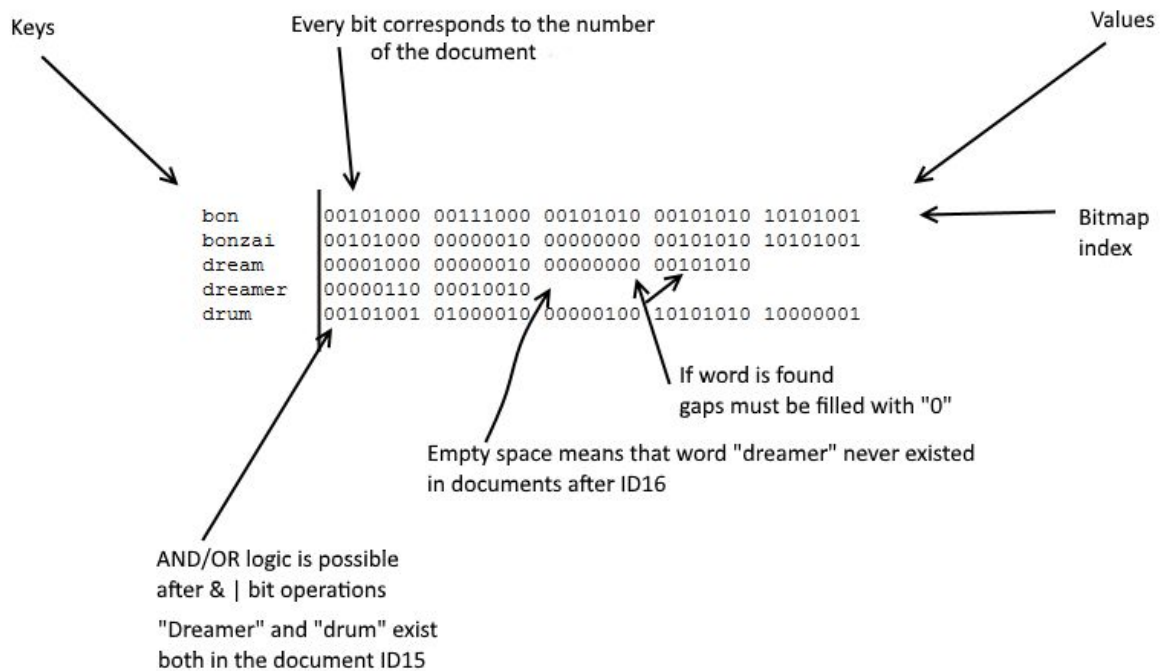 Keys
Every bit corresponds to the number
of the document
Values
bon 00101000 00111000 00101010 00101010 10101001
bonzai 00101000 00000010 00000000 00101010 10101001
dream 00001000 00000010 00000000 00101010
dreamer 00000110 00010010
drum 00101001 01000010 00000100 10101010 10000001
Bitmap
index
If word is found
gaps must be filled with "0"
Empty space means that word "dreamer" never existed
in documents after ID16
AND/OR logic is possible
after & | bit operations
"Dreamer" and "drum" exist
both in the document ID15